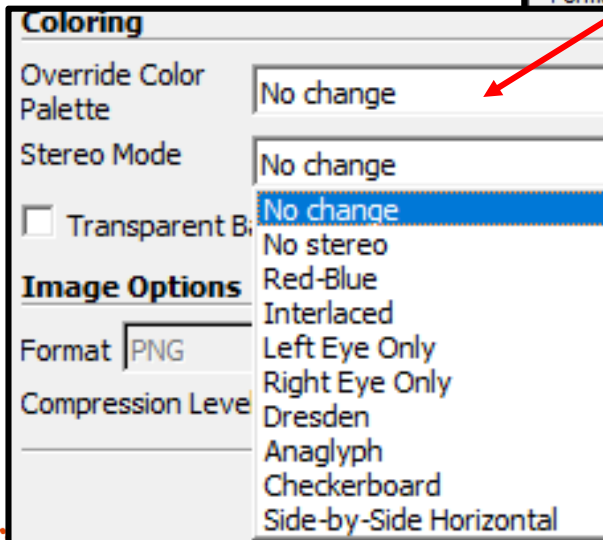 Coloring
Override Color
Palette
No change
Stereo Mode
No change
Transparent
No change
No stereo
Red-Blue
Image Options
Interlaced
Format PNG
Left Eye Only
Right Eye Only
Compression Level
Dresden
Anaglyph
Checkerboard
Side-by-Side Horizontal